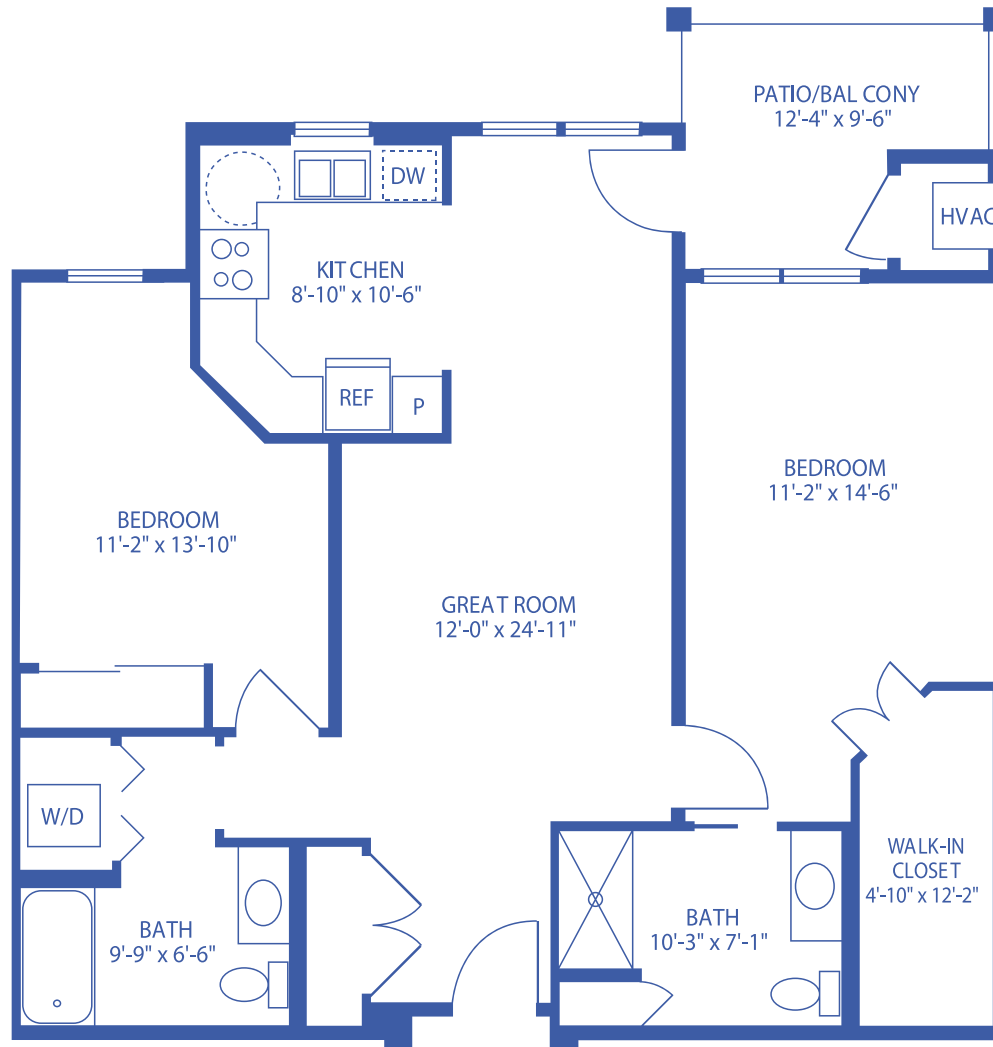 PATIO/BAL CONY
12'-4" x 9'-6"
DW
HVAC
KIT CHEN
8'-10" x 10'-6"
REF
P
BEDROOM
11'-2" x 14'-6"
BEDROOM
11'-2" x 13'-10"
GREAT ROOM
12'-0" x 24'-11"
W/D
WALK-IN
CLOSET
4'-10" x 12'-2"
BATH
9'-9" x 6'-6"
BATH
10'-3" x 7'-1"